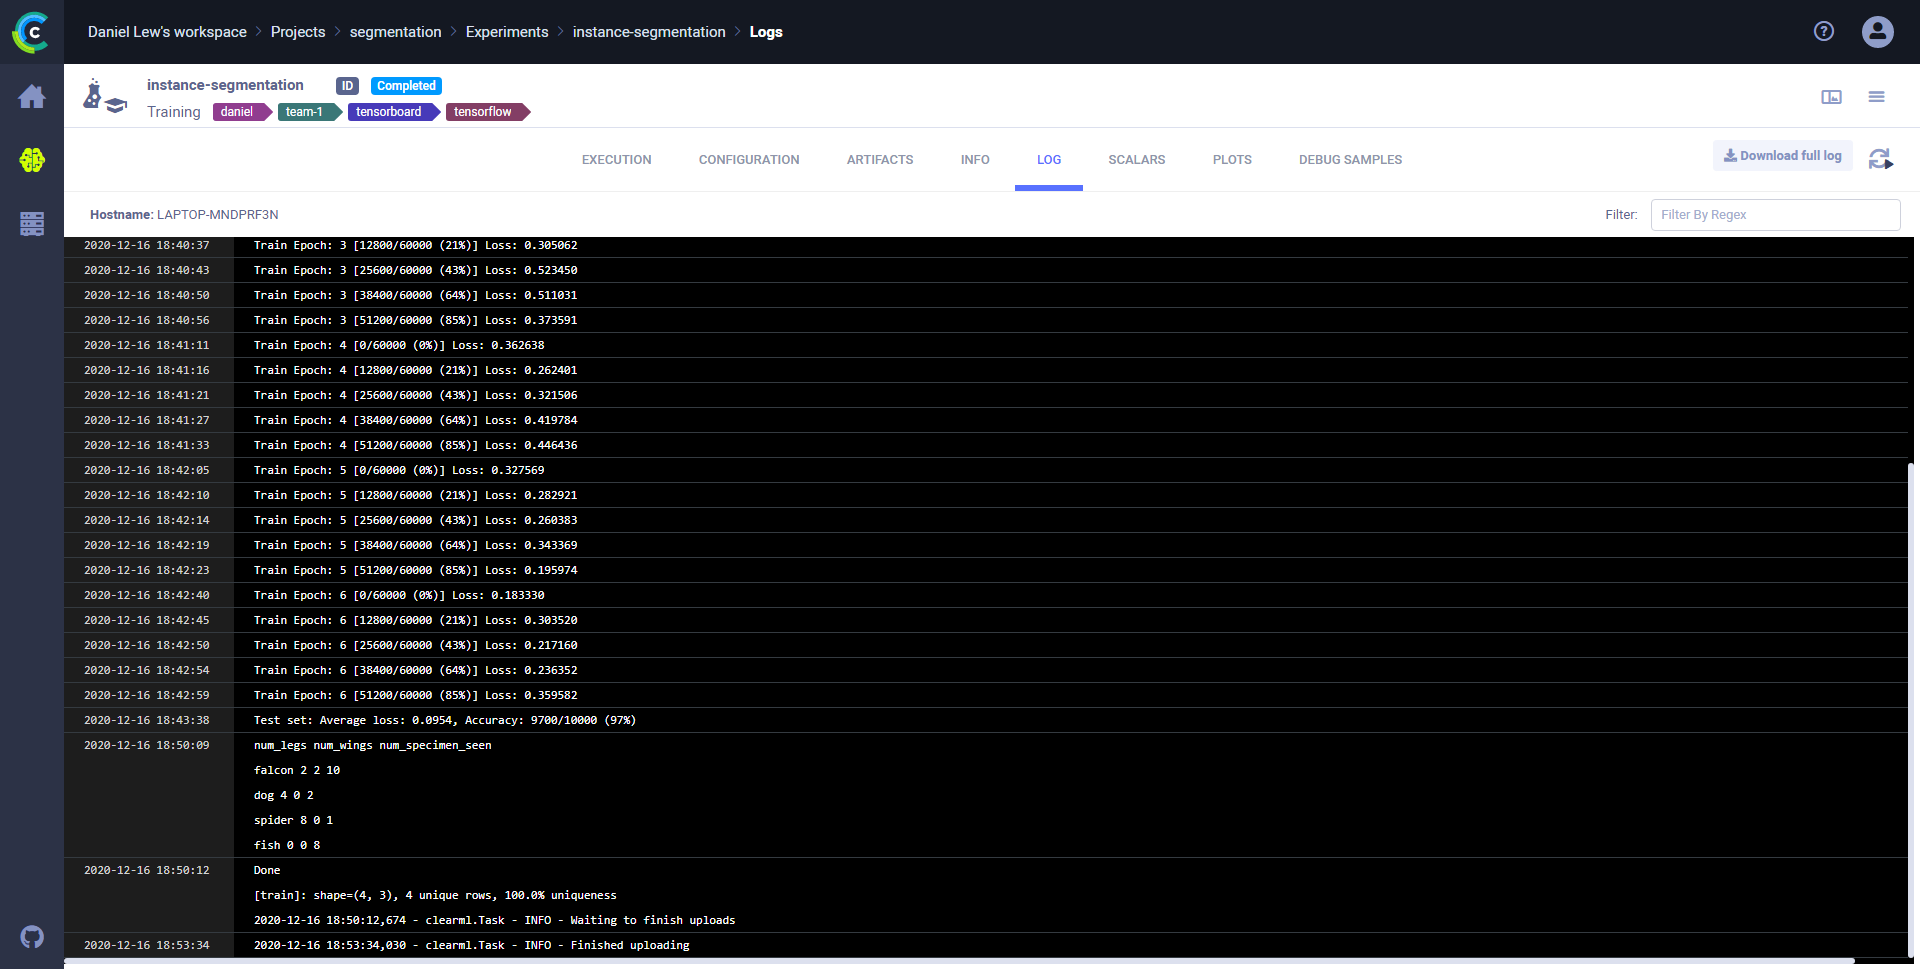 Daniel Lew's workspace > Projects > segmentation > Experiments > instance-segmentation > Logs
instance-segmentation ID Completed
Training daniel team-1 tensorboard tensorflow
EXECUTION CONFIGURATION ARTIFACTS INFO LOG SCALARS PLOTS DEBUG SAMPLES Download full log
Hostname: LAPTOP-MNDPRF3N Filter: Filter By Regex
2020-12-16 18:40:37 Train Epoch: 3 [12800/60000 (21%)] Loss: 0.305062
2020-12-16 18:40:43 Train Epoch: 3 [25600/60000 (43%)] Loss: 0.523450
2020-12-16 18:40:50 Train Epoch: 3 [38400/60000 (64%)] Loss: 0.511031
2020-12-16 18:40:56 Train Epoch: 3 [51200/60000 (85%)] Loss: 0.373591
2020-12-16 18:41:11 Train Epoch: 4 [0/60000 (0%)] Loss: 0.362638
2020-12-16 18:41:16 Train Epoch: 4 [12800/60000 (21%)] Loss: 0.262401
2020-12-16 18:41:21 Train Epoch: 4 [25600/60000 (43%)] Loss: 0.321506
2020-12-16 18:41:27 Train Epoch: 4 [38400/60000 (64%)] Loss: 0.419784
2020-12-16 18:41:33 Train Epoch: 4 [51200/60000 (85%)] Loss: 0.446436
2020-12-16 18:42:05 Train Epoch: 5 [0/60000 (0%)] Loss: 0.327569
2020-12-16 18:42:10 Train Epoch: 5 [12800/60000 (21%)] Loss: 0.282921
2020-12-16 18:42:14 Train Epoch: 5 [25600/60000 (43%)] Loss: 0.260383
2020-12-16 18:42:19 Train Epoch: 5 [38400/60000 (64%)] Loss: 0.343369
2020-12-16 18:42:23 Train Epoch: 5 [51200/60000 (85%)] Loss: 0.195974
2020-12-16 18:42:40 Train Epoch: 6 [0/60000 (0%)] Loss: 0.183330
2020-12-16 18:42:45 Train Epoch: 6 [12800/60000 (21%)] Loss: 0.303520
2020-12-16 18:42:50 Train Epoch: 6 [25600/60000 (43%)] Loss: 0.217160
2020-12-16 18:42:54 Train Epoch: 6 [38400/60000 (64%)] Loss: 0.236352
2020-12-16 18:42:59 Train Epoch: 6 [51200/60000 (85%)] Loss: 0.359582
2020-12-16 18:43:38 Test set: Average loss: 0.0954, Accuracy: 9700/10000 (97%)
2020-12-16 18:50:09 num_legs num_wings num_specimen_seen
falcon 2 2 10
dog 4 0 2
spider 8 0 1
fish 0 0 8
2020-12-16 18:50:12 Done
[train]: shape=(4, 3), 4 unique rows, 100.0% uniqueness
2020-12-16 18:50:12,674 - clearml.Task - INFO - Waiting to finish uploads
2020-12-16 18:53:34 2020-12-16 18:53:34,030 - clearml.Task - INFO - Finished uploading